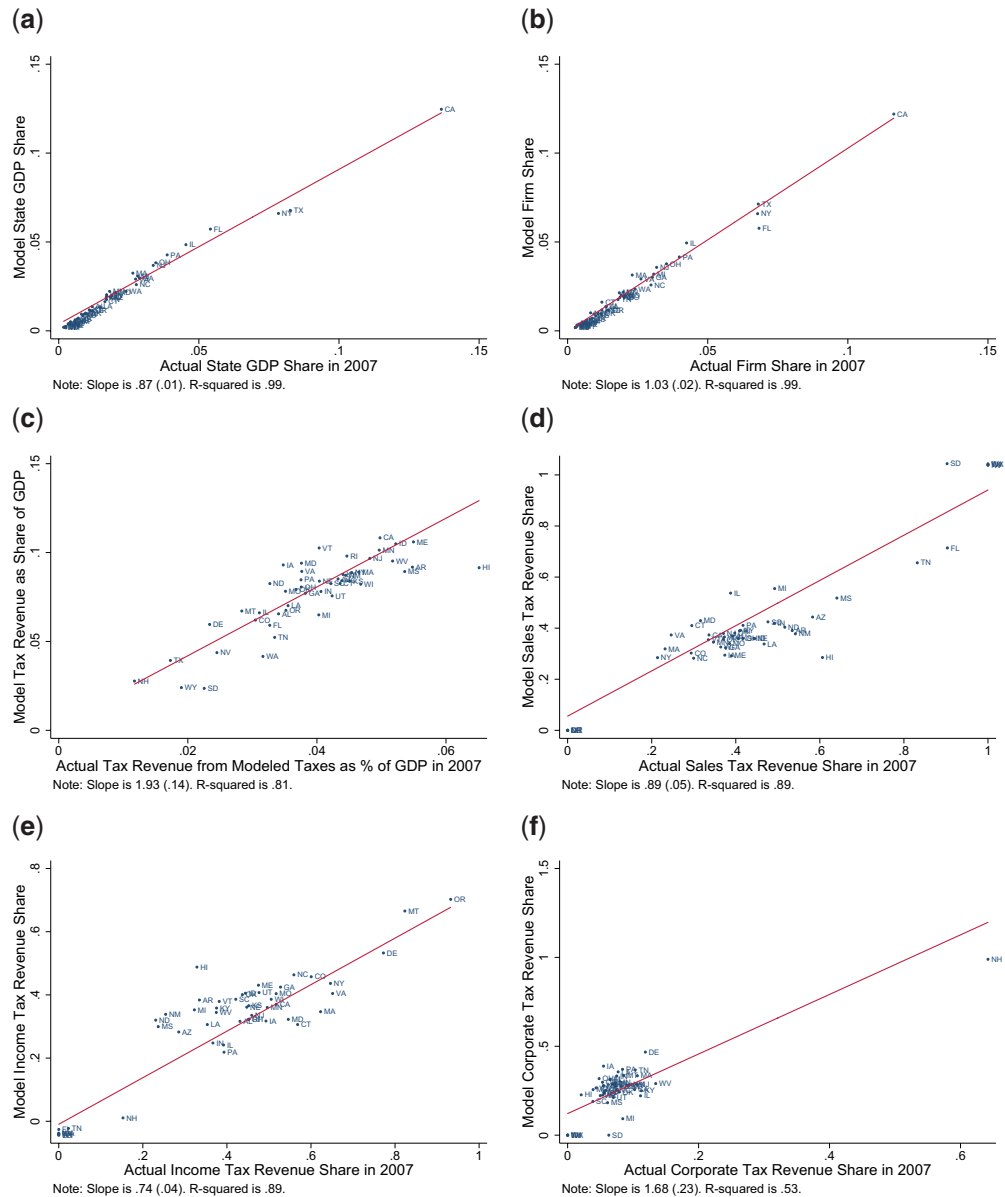 (a)
Model State GDP Share
.15
.1
.05
0
CA
TX
NY
FL
IL
PA
OH
MA
NC
WA
0 .05 .1 .15
Actual State GDP Share in 2007
Note: Slope is .87 (.01). R-squared is .99.
(b)
Model Firm Share
.15
.1
.05
0
CA
TX
NY
FL
IL
PA
OH
MA
GA
WA
NC
CT
0 .05 .1 .15
Actual Firm Share in 2007
Note: Slope is 1.03 (.02). R-squared is .99.
(c)
Model Tax Revenue as Share of GDP
.15
.1
.05
0
CA
ME
ID
MN
VT
RI
NJ
WV
IA
MD
VA
AR
HI
MS
PA
ND
WI
MA
IN
UT
GA
LA
OR
AL
MI
MT
IL
CO
FL
DE
TN
NV
WA
TX
NH
WY
SD
0 .02 .04 .06
Actual Tax Revenue from Modeled Taxes as % of GDP in 2007
Note: Slope is 1.93 (.14). R-squared is .81.
(d)
Model Sales Tax Revenue Share
1
.8
.6
.4
.2
0
SD
FL
TN
MI
IL
MS
AZ
MD
CT
PA
ND
NM
VA
LA
MA
CO
NY
NC
ME
HI
0 .2 .4 .6 .8 1
Actual Sales Tax Revenue Share in 2007
Note: Slope is .89 (.05). R-squared is .89.
(e)
Model Income Tax Revenue Share
.8
.6
.4
.2
0
OR
MT
DE
HI
NC
CO
NY
ME
GA
UT
MO
VA
AR
VT
SC
WI
CA
KY
MI
WV
NM
ND
MS
LA
AZ
IA
MD
CT
MA
IN
IL
PA
NH
TN
0 .2 .4 .6 .8 1
Actual Income Tax Revenue Share in 2007
Note: Slope is .74 (.04). R-squared is .89.
(f)
Model Corporate Tax Revenue Share
1.5
1
.5
0
NH
DE
IA
PA
TN
MA
WV
KY
HI
IL
UT
SC
MS
MI
SD
0 .2 .4 .6
Actual Corporate Tax Revenue Share in 2007
Note: Slope is 1.68 (.23). R-squared is .53.